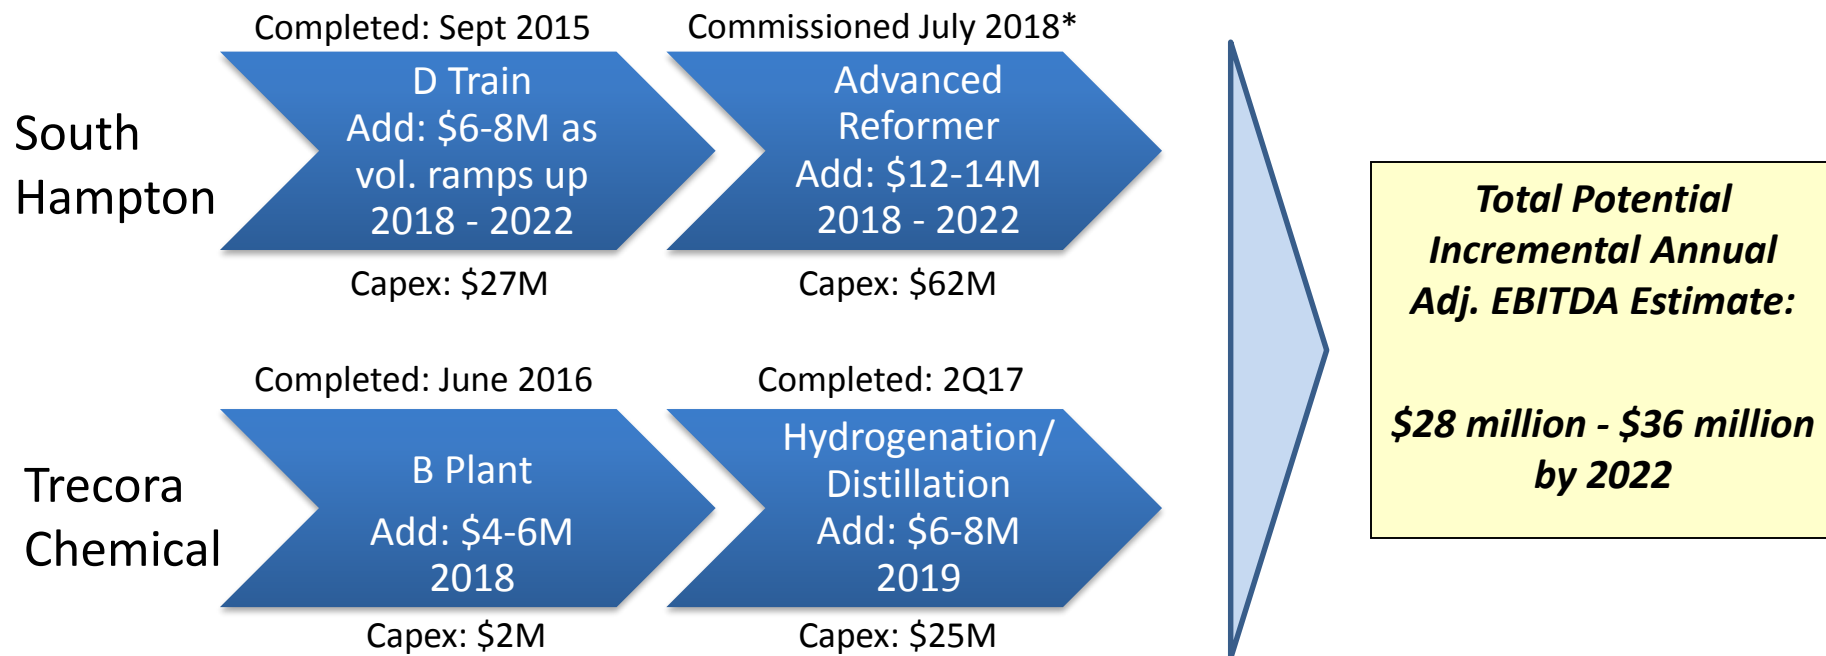 South
Hampton
Completed: Sept 2015
D Train
Add: $6-8M as
vol. ramps up
2018 - 2022
Capex: $27M
Commissioned July 2018*
Advanced
Reformer
Add: $12-14M
2018 - 2022
Capex: $62M
Trecora
Chemical
Completed: June 2016
B Plant
Add: $4-6M
2018
Capex: $2M
Completed: 2Q17
Hydrogenation/
Distillation
Add: $6-8M
2019
Capex: $25M
Total Potential
Incremental Annual
Adj. EBITDA Estimate:
$28 million - $36 million
by 2022